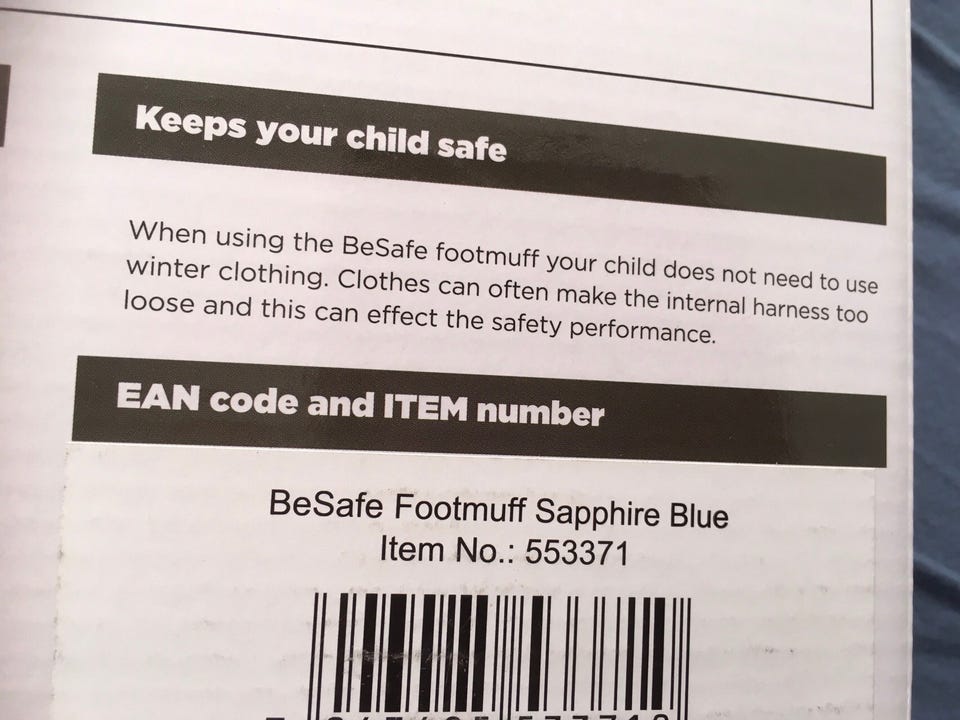 Keeps your child safe
When using the BeSafe footmuff your child does not need to use
winter clothing. Clothes can often make the internal harness too
loose and this can effect the safety performance.
EAN code and ITEM number
BeSafe Footmuff Sapphire Blue
Item No.: 553371